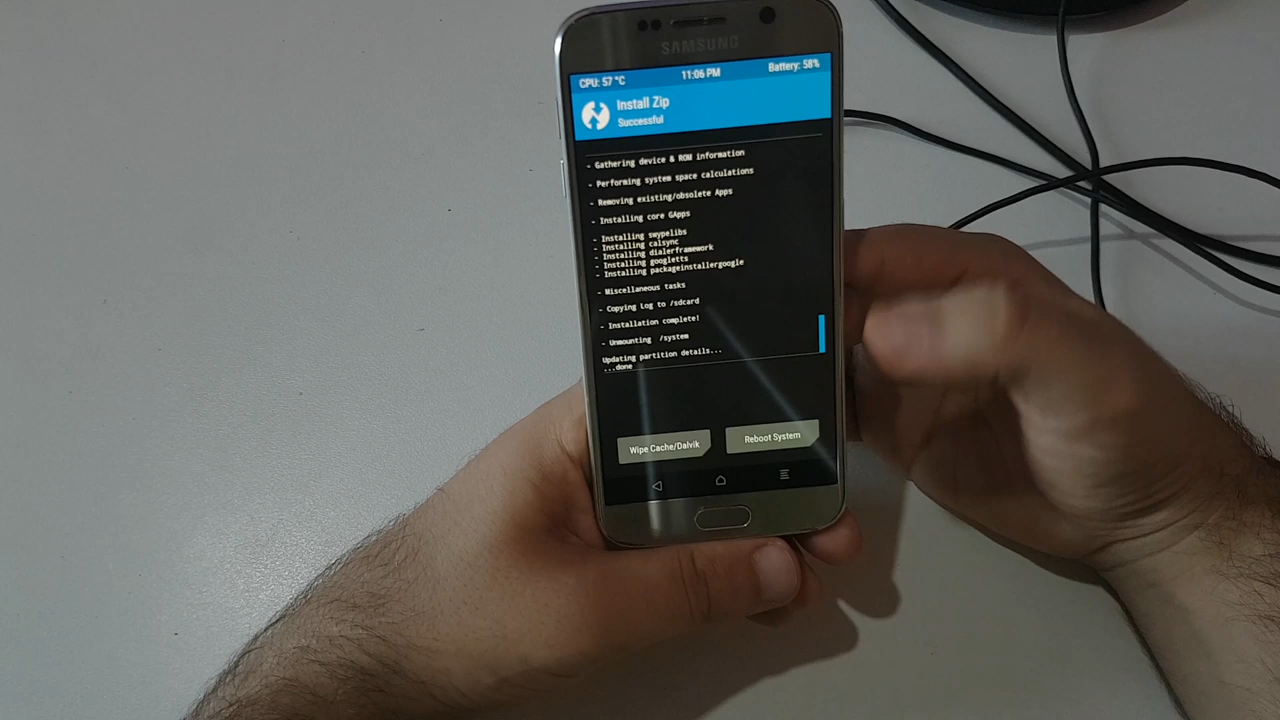 SAMSUNG
CPU: 57 °C 11:06 PM Battery: 58%
Install Zip
Successful
- Gathering device & ROM information
- Performing system space calculations
- Removing existing/obsolete Apps
- Installing core GApps
- Installing swypelibs
- Installing calsync
- Installing dialerframework
- Installing googletts
- Installing packageinstallergoogle
- Miscellaneous tasks
- Copying Log to /sdcard
- Installation complete!
- Unmounting /system
Updating partition details...
...done
Wipe Cache/Dalvik Reboot System